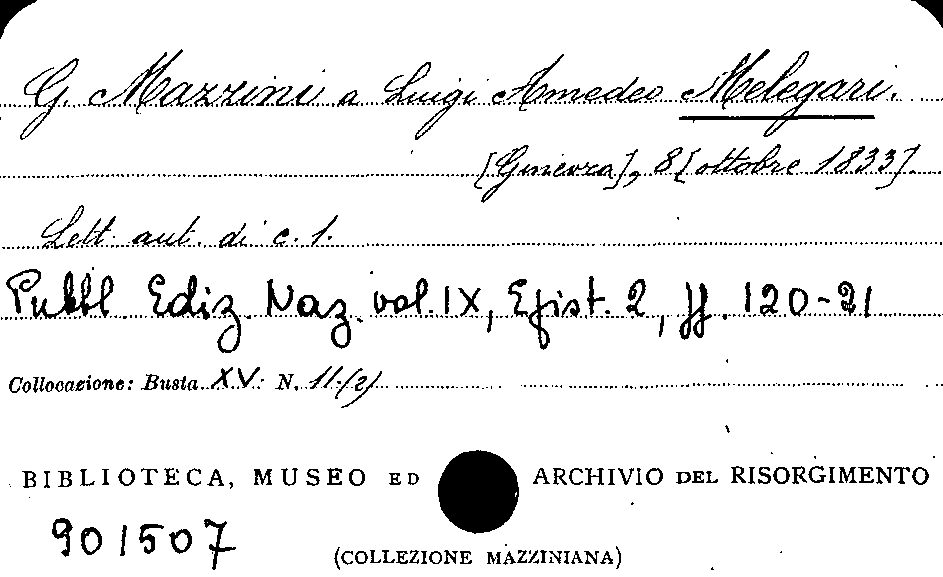 G. Mazzini a Luigi Amedeo Melegari.
[Ginevra], 8 [ottobre 1833].
Lett. aut. di c. 1.
Pubbl. Ediz. Naz. vol. IX, Epist. 2, pp. 120-21
Collocazione: Busta XV N. 11(2)
BIBLIOTECA, MUSEO ED ARCHIVIO DEL RISORGIMENTO
901507
(COLLEZIONE MAZZINIANA)